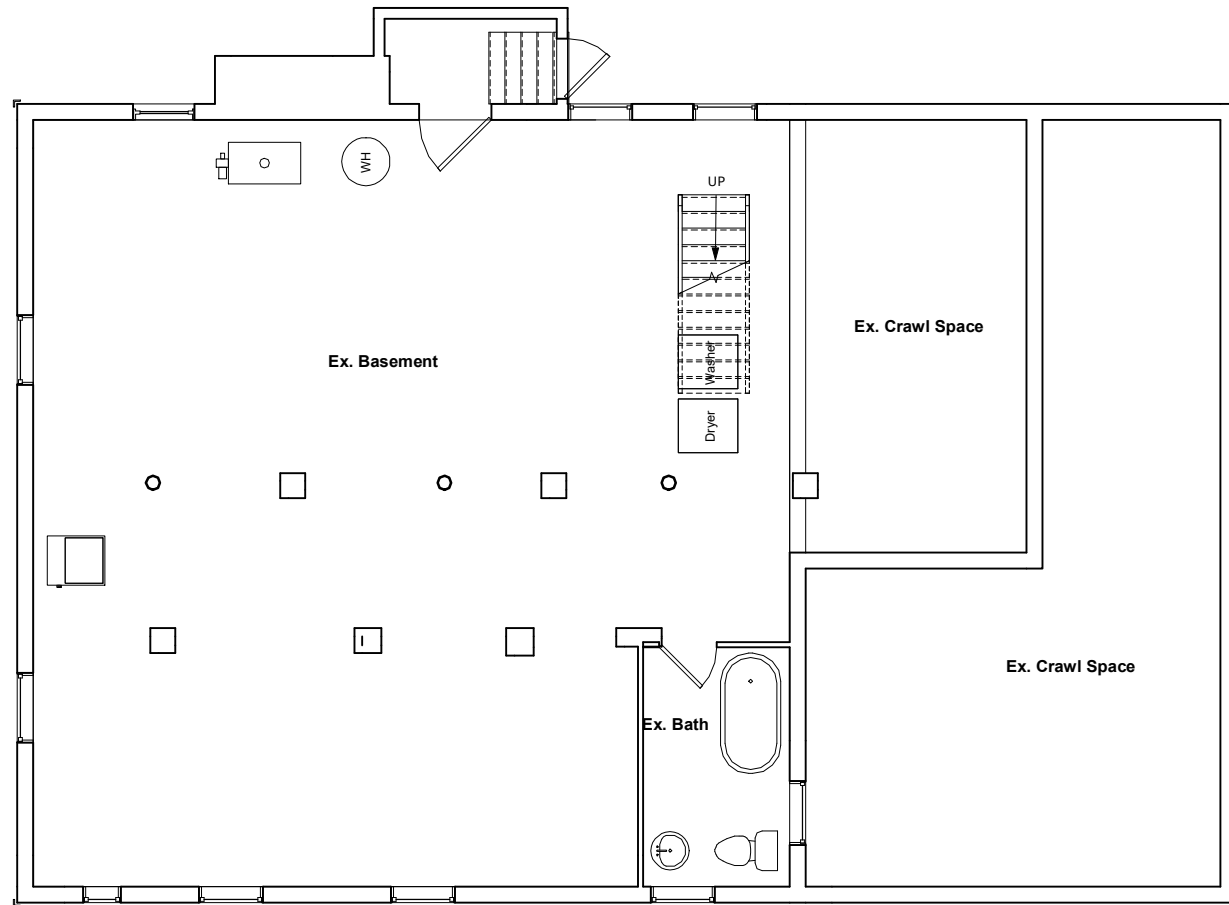 WH
UP
Ex. Crawl Space
Ex. Basement
Washer
Dryer
Ex. Crawl Space
Ex. Bath